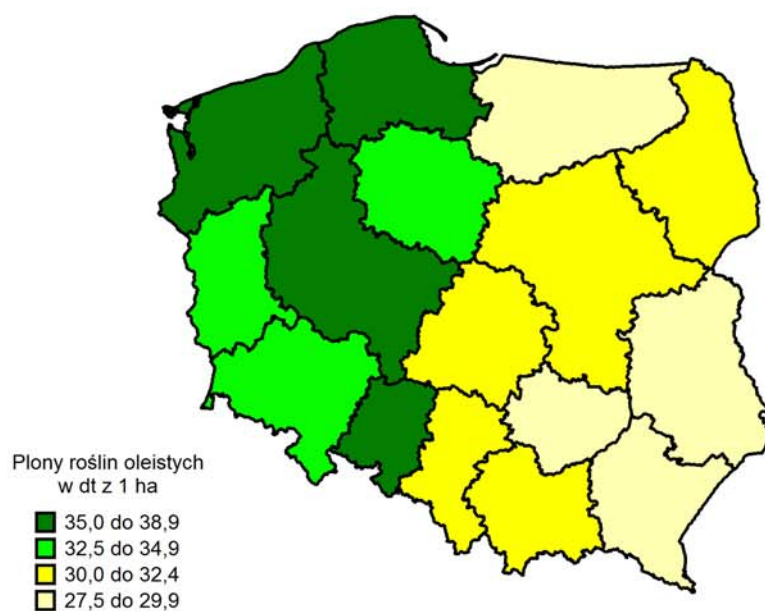 Plony roślin oleistych
w dt z 1 ha
35,0 do 38,9
32,5 do 34,9
30,0 do 32,4
27,5 do 29,9